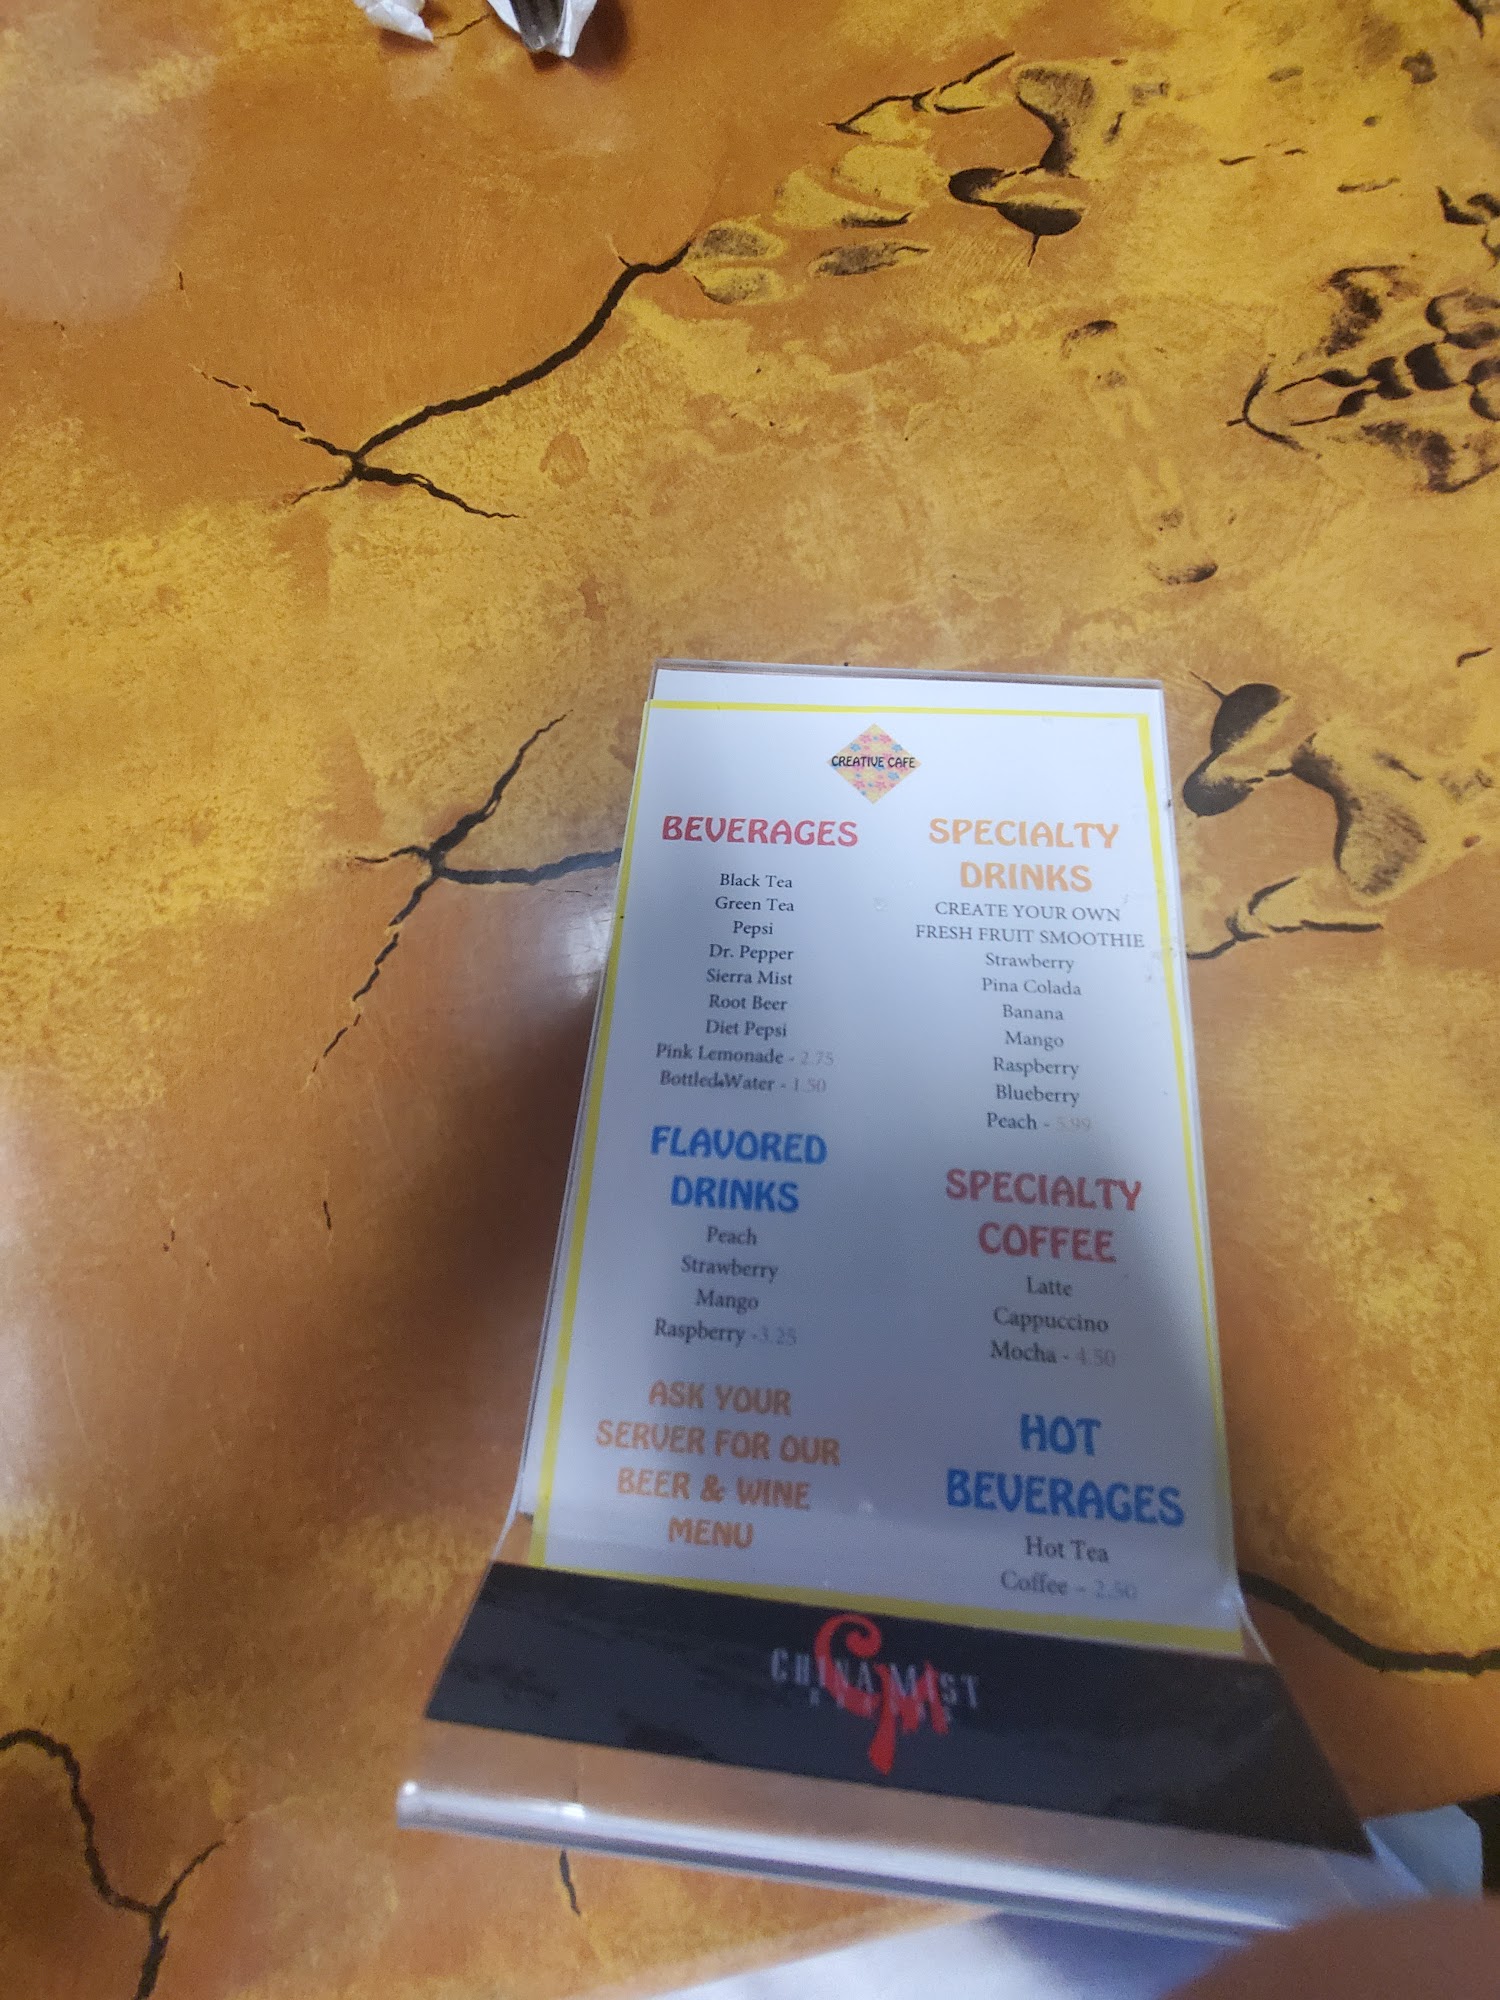 CREATIVE CAFE
BEVERAGES
Black Tea
Green Tea
Pepsi
Dr. Pepper
Sierra Mist
Root Beer
Diet Pepsi
Pink Lemonade - 2.75
Bottled Water - 1.50
FLAVORED
DRINKS
Peach
Strawberry
Mango
Raspberry -3.25
ASK YOUR
SERVER FOR OUR
BEER & WINE
MENU
SPECIALTY
DRINKS
CREATE YOUR OWN
FRESH FRUIT SMOOTHIE
Strawberry
Pina Colada
Banana
Mango
Raspberry
Blueberry
Peach - 5.99
SPECIALTY
COFFEE
Latte
Cappuccino
Mocha - 4.50
HOT
BEVERAGES
Hot Tea
Coffee - 2.50
CHINA MIST